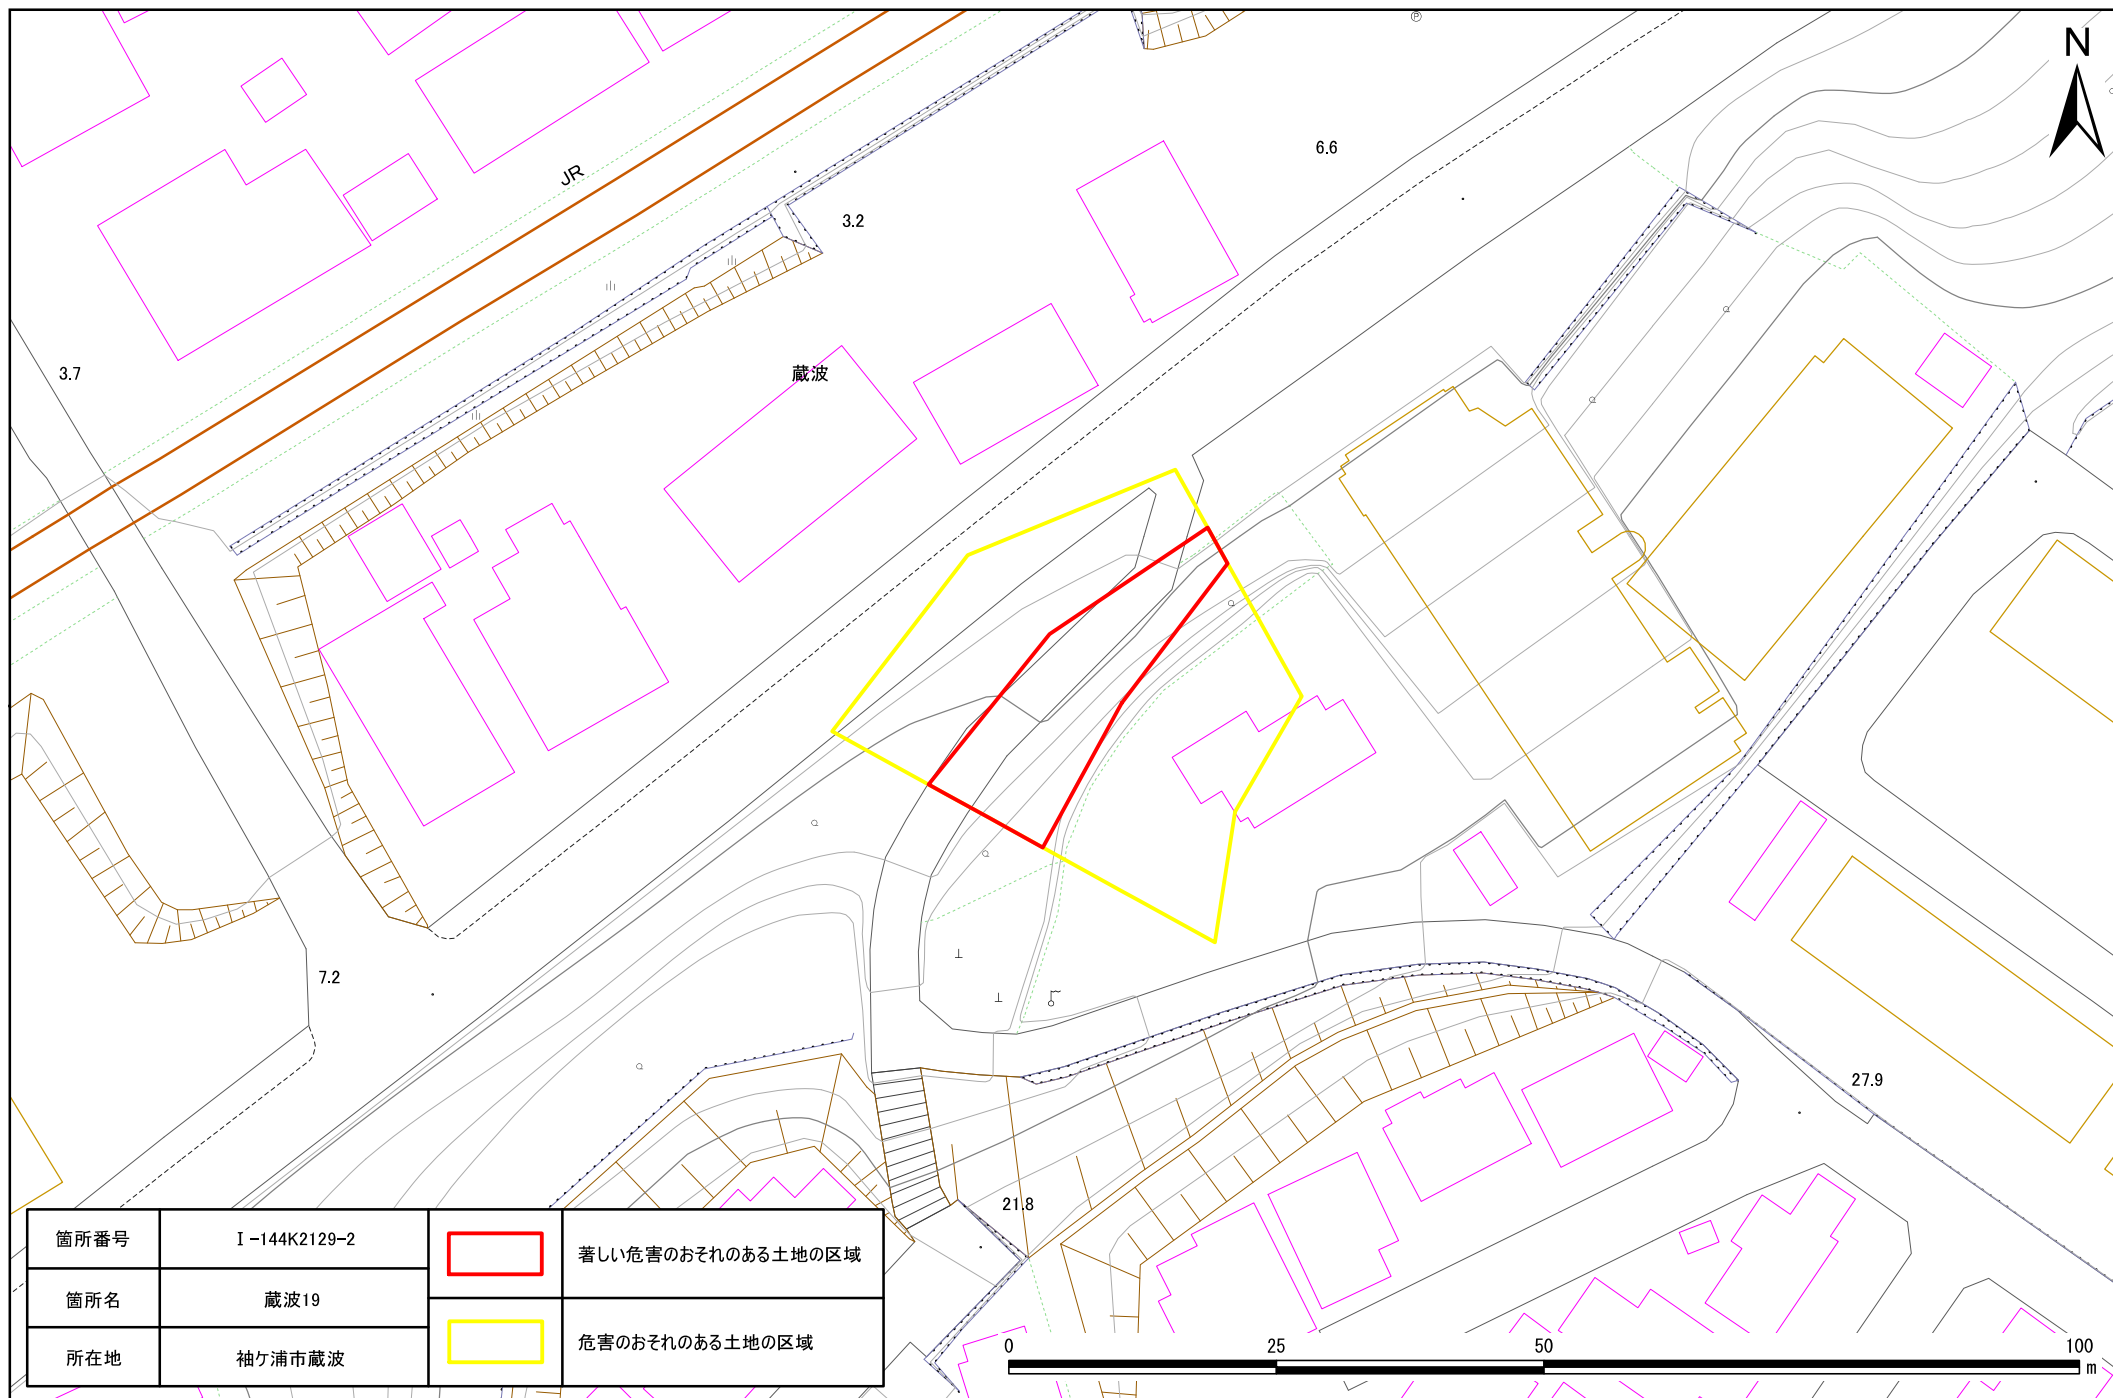 Ⓟ
N
6.6
JR
3.2
3.7
蔵波
7.2
27.9
21.8
箇所番号 Ⅰ-144K2129-2 著しい危害のおそれのある土地の区域
箇所名 蔵波19
所在地 袖ケ浦市蔵波 危害のおそれのある土地の区域
0 25 50 100
m